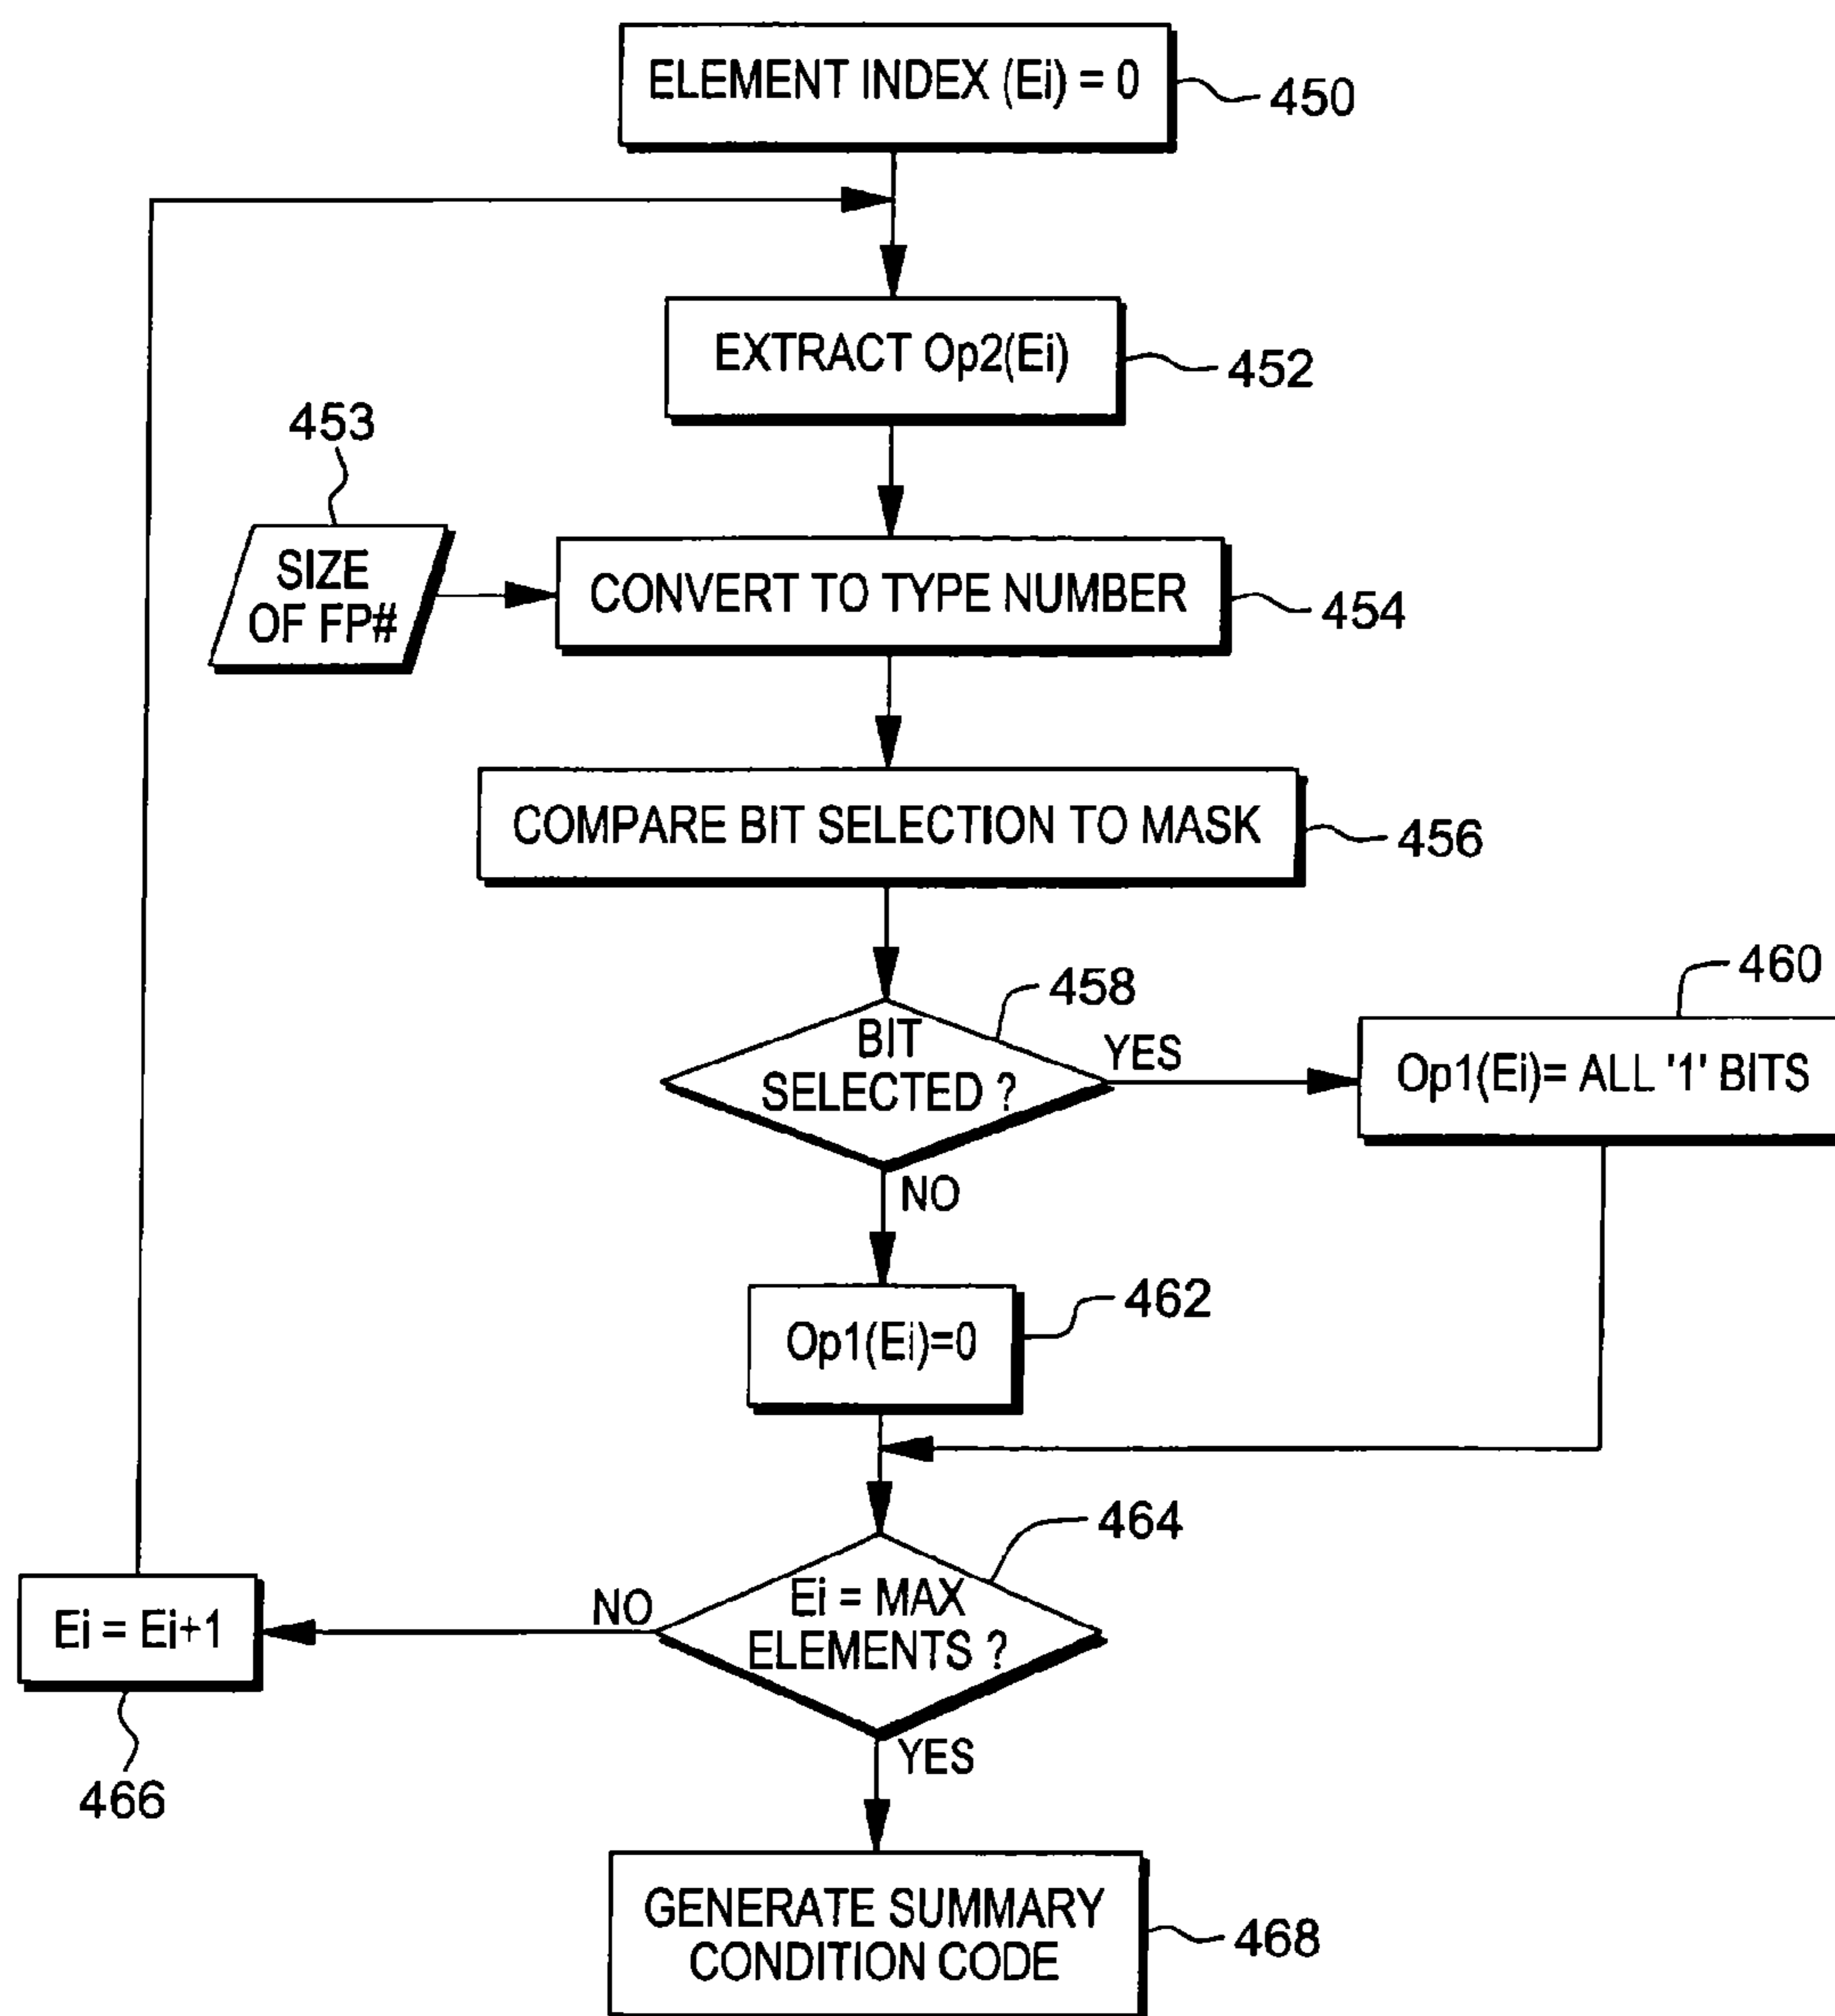 ELEMENT INDEX (Ei) = 0
450
EXTRACT Op2(Ei)
452
453
SIZE
OF FP#
CONVERT TO TYPE NUMBER
454
COMPARE BIT SELECTION TO MASK
456
458
BIT
SELECTED ?
YES
460
Op1(Ei)= ALL '1' BITS
NO
462
Op1(Ei)=0
464
Ei = MAX
ELEMENTS ?
NO
Ei = Ei+1
466
YES
GENERATE SUMMARY
CONDITION CODE
468